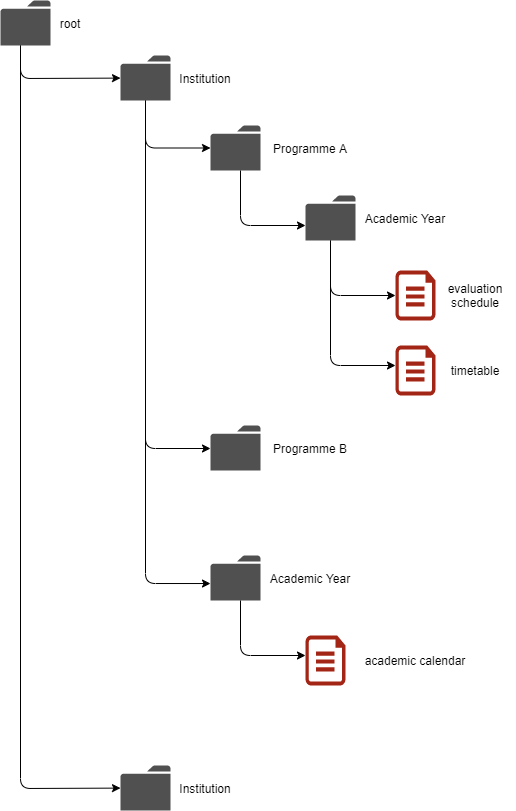 root
Institution
Programme A
Academic Year
evaluation
schedule
timetable
Programme B
Academic Year
academic calendar
Institution